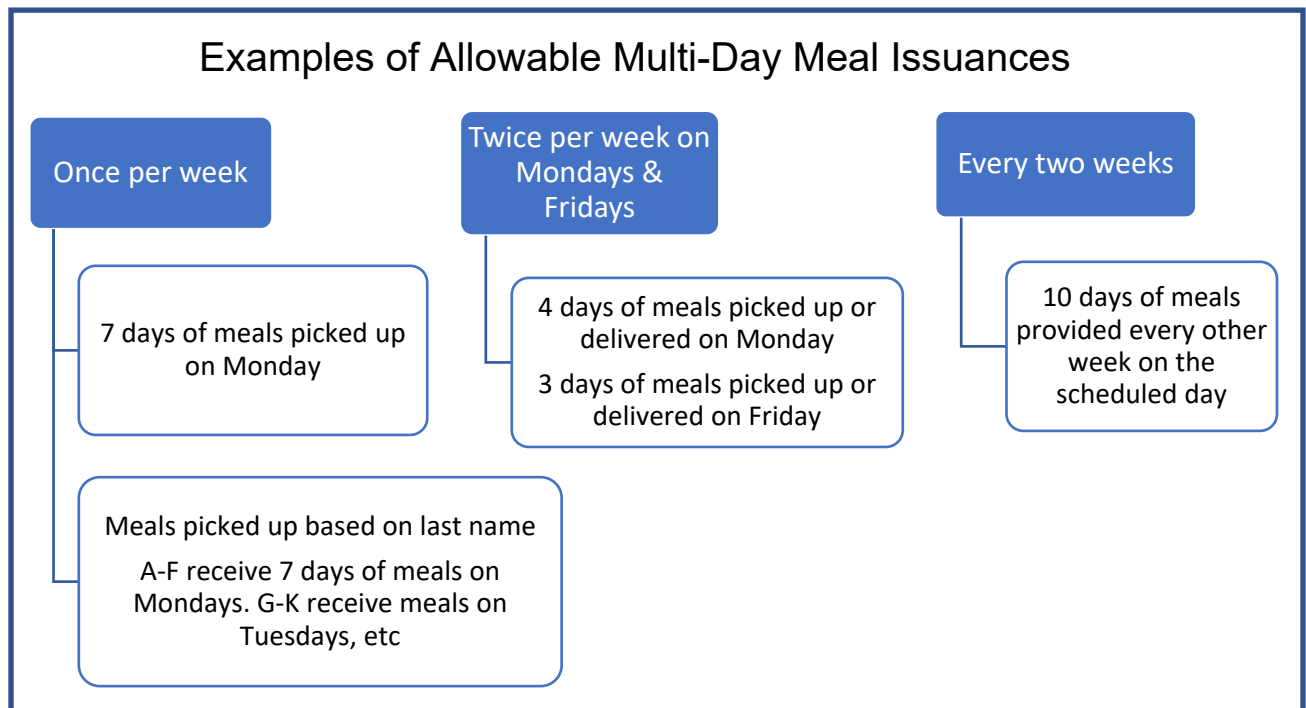 Examples of Allowable Multi-Day Meal Issuances
Once per week
7 days of meals picked up
on Monday
Meals picked up based on last name
A-F receive 7 days of meals on
Mondays. G-K receive meals on
Tuesdays, etc
Twice per week on
Mondays &
Fridays
4 days of meals picked up or
delivered on Monday
3 days of meals picked up or
delivered on Friday
Every two weeks
10 days of meals
provided every other
week on the
scheduled day